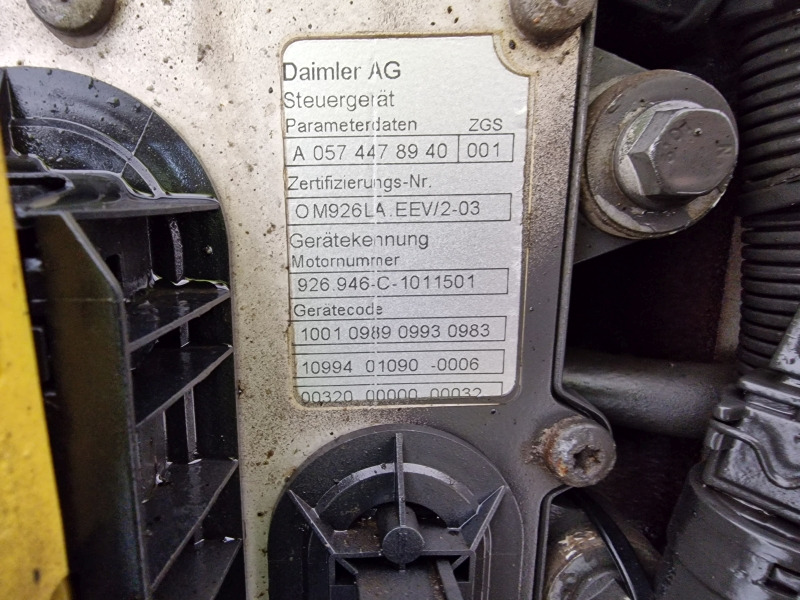 Daimler AG
Steuergerät
Parameterdaten ZGS
A 057 447 89 40 001
Zertifizierungs-Nr.
OM926LA.EEV/2-03
Gerätekennung
Motornummer
926.946-C-1011501
Gerätecode
1001 0989 0993 0983
10994 01090 -0006
00320 00000 00032